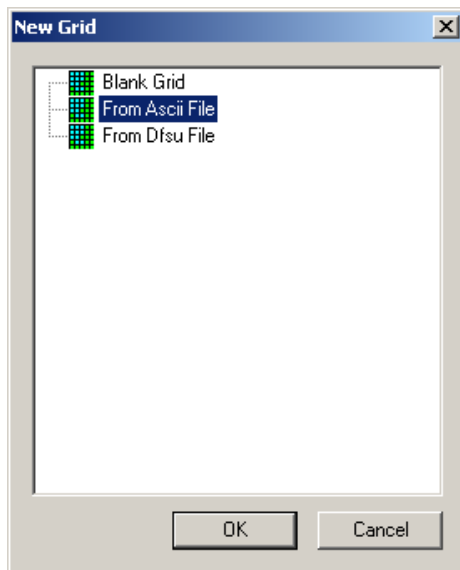 New Grid
Blank Grid
From Ascii File
From Dfsu File
OK
Cancel